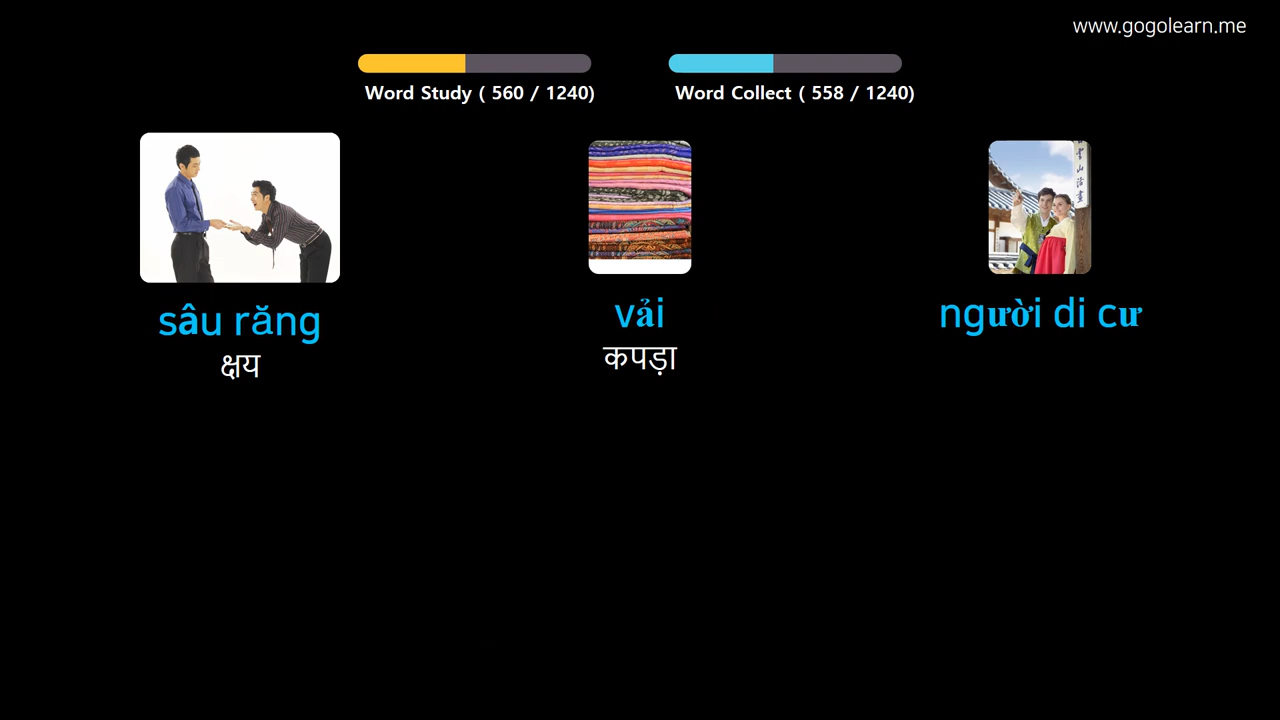 www.gogolearn.me
Word Study ( 560 / 1240)
Word Collect ( 558 / 1240)
sâu răng
क्षय
vải
कपड़ा
người di cư